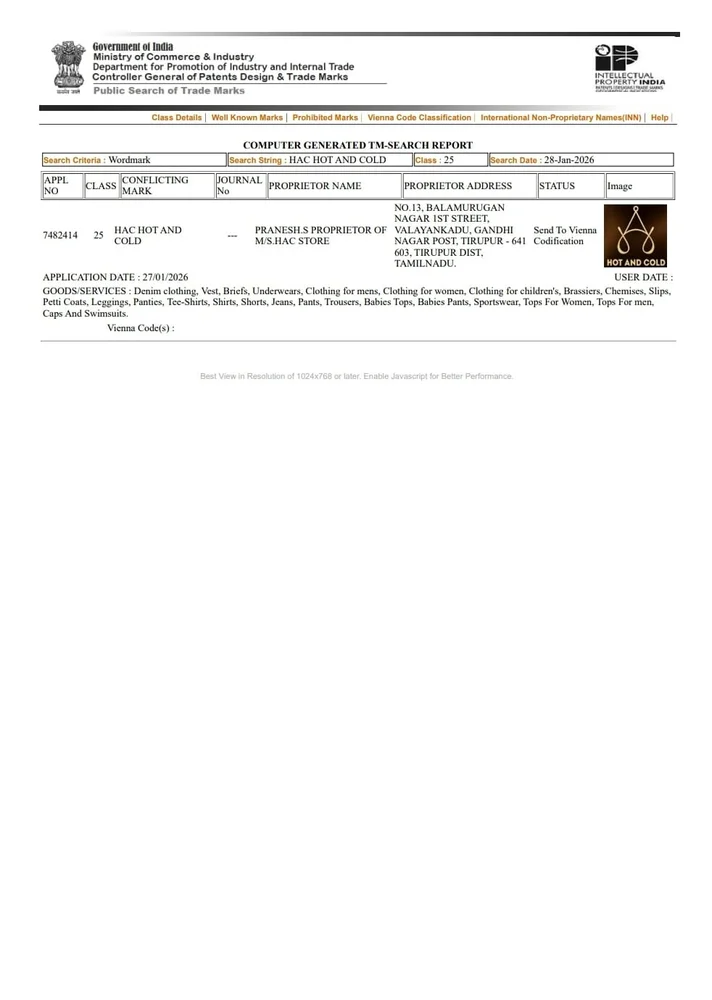 Government of India
Ministry of Commerce & Industry
Department for Promotion of Industry and Internal Trade
Controller General of Patents Design & Trade Marks
Public Search of Trade Marks
INTELLECTUAL
PROPERTY INDIA
Class Details | Well Known Marks | Prohibited Marks | Vienna Code Classification | International Non-Proprietary Names(INN) | Help |
COMPUTER GENERATED TM-SEARCH REPORT
Search Criteria : Wordmark Search String : HAC HOT AND COLD Class : 25 Search Date : 28-Jan-2026
APPL NO CLASS CONFLICTING MARK JOURNAL No PROPRIETOR NAME PROPRIETOR ADDRESS STATUS Image
7482414 25 HAC HOT AND COLD --- PRANESH.S PROPRIETOR OF M/S.HAC STORE
NO.13, BALAMURUGAN
NAGAR 1ST STREET,
VALAYANKADU, GANDHI
NAGAR POST, TIRUPUR - 641
603, TIRUPUR DIST,
TAMILNADU.
Send To Vienna
Codification
HOT AND COLD
APPLICATION DATE : 27/01/2026 USER DATE :
GOODS/SERVICES : Denim clothing, Vest, Briefs, Underwears, Clothing for mens, Clothing for women, Clothing for children's, Brassiers, Chemises, Slips,
Petti Coats, Leggings, Panties, Tee-Shirts, Shirts, Shorts, Jeans, Pants, Trousers, Babies Tops, Babies Pants, Sportswear, Tops For Women, Tops For men,
Caps And Swimsuits.
Vienna Code(s) :
Best View in Resolution of 1024x768 or later. Enable Javascript for Better Performance.